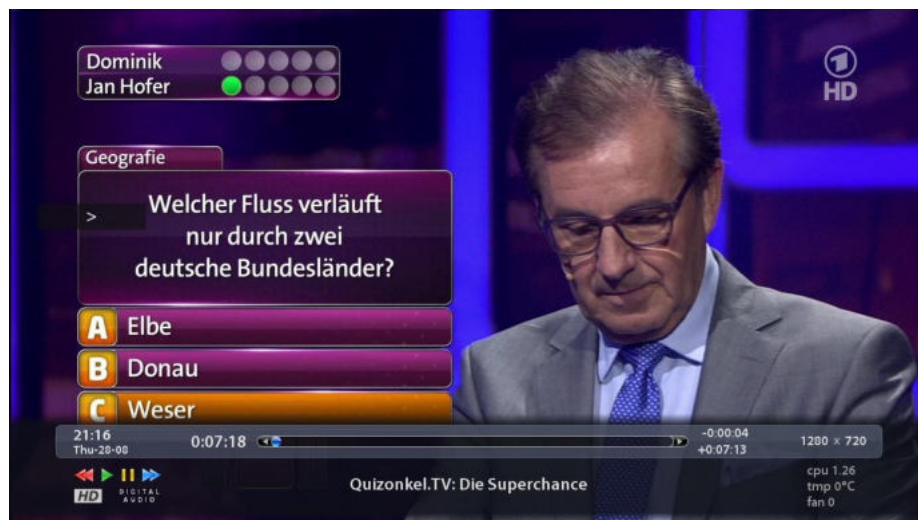 Dominik
Jan Hofer
1
HD
Geografie
> Welcher Fluss verläuft
nur durch zwei
deutsche Bundesländer?
A Elbe
B Donau
C Weser
21:16
Thu-28-08
0:07:18
-0:00:04
+0:07:13
1280 x 720
HD
DIGITAL
AUDIO
Quizonkel.TV: Die Superchance
cpu 1.26
tmp 0°C
fan 0